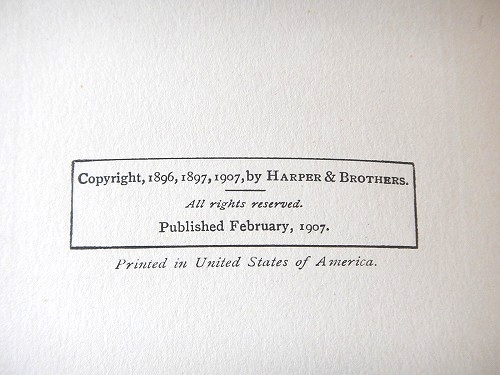 Copyright, 1896, 1897, 1907, by HARPER & BROTHERS.
All rights reserved.
Published February, 1907.
Printed in United States of America.